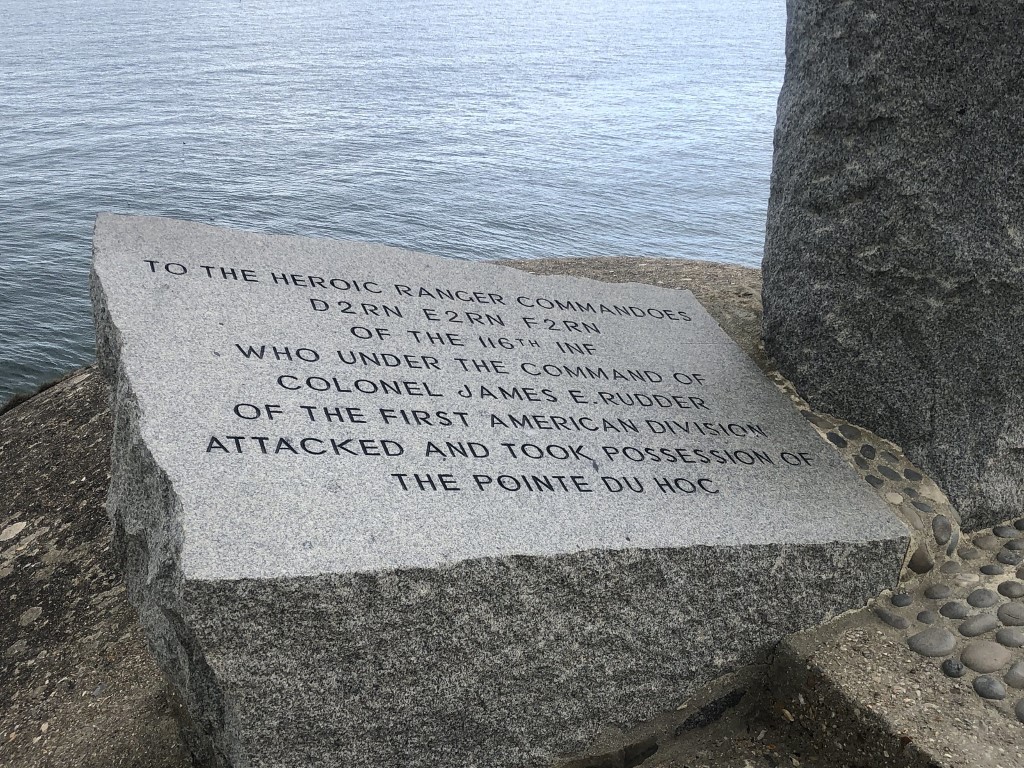 TO THE HEROIC RANGER COMMANDOES
D2RN E2RN F2RN
OF THE 116TH INF
WHO UNDER THE COMMAND OF
COLONEL JAMES E. RUDDER
OF THE FIRST AMERICAN DIVISION
ATTACKED AND TOOK POSSESSION OF
THE POINTE DU HOC